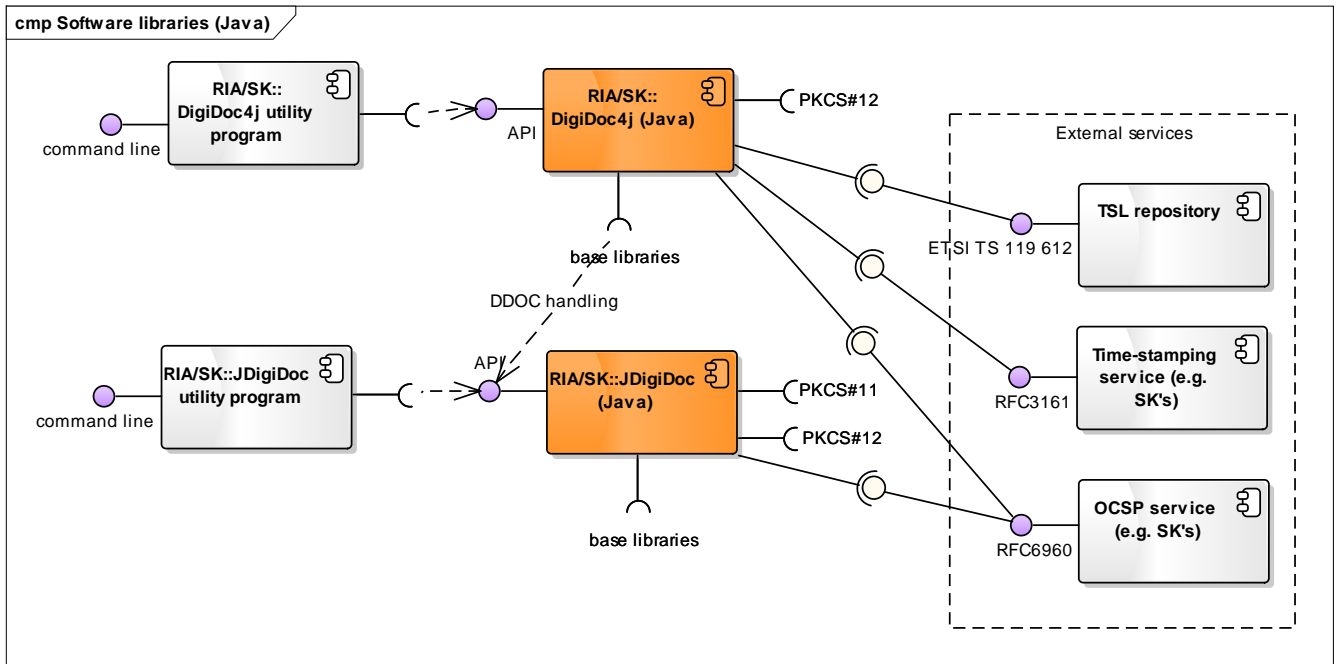 cmp Software libraries (Java)
RIA/SK::
DigiDoc4j utility
program
command line
API
RIA/SK::
DigiDoc4j (Java)
PKCS#12
base libraries
DDOC handling
External services
TSL repository
ETSI TS 119 612
Time-stamping
service (e.g.
SK's)
RFC3161
OCSP service
(e.g. SK's)
RFC6960
RIA/SK::JDigiDoc
utility program
command line
API
RIA/SK::JDigiDoc
(Java)
PKCS#11
PKCS#12
base libraries